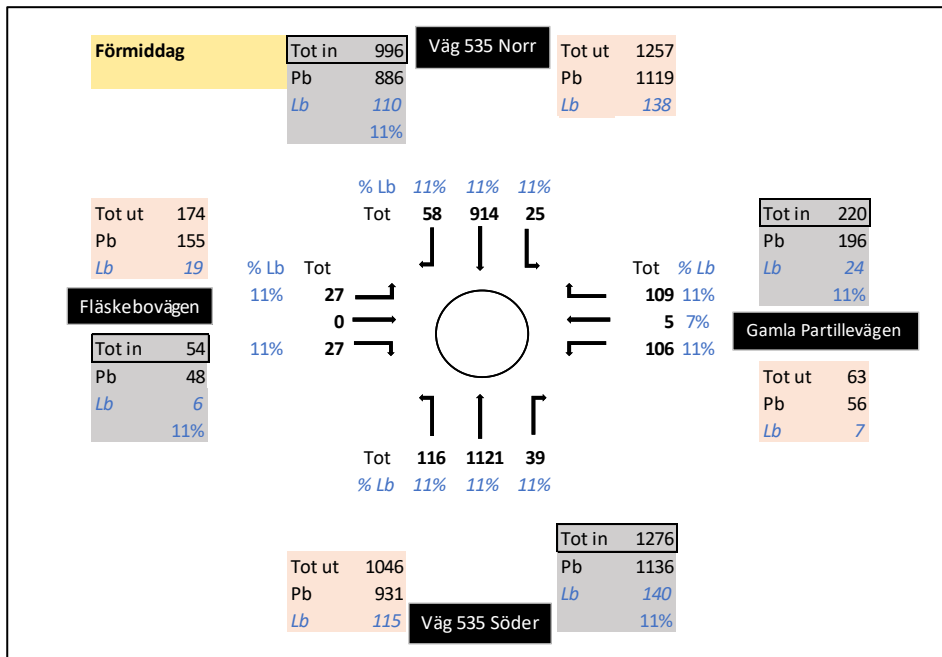 Förmiddag
Tot in 996
Pb 886
Lb 110
11%
Väg 535 Norr
Tot ut 1257
Pb 1119
Lb 138
% Lb 11% 11% 11%
Tot 58 914 25
Tot ut 174
Pb 155
Lb 19
Fläskebovägen
Tot in 54
Pb 48
Lb 6
11%
% Lb Tot
11% 27
0
11% 27
Tot % Lb
109 11%
5 7%
106 11%
Tot in 220
Pb 196
Lb 24
11%
Gamla Partillevägen
Tot ut 63
Pb 56
Lb 7
Tot 116 1121 39
% Lb 11% 11% 11%
Tot ut 1046
Pb 931
Lb 115
Väg 535 Söder
Tot in 1276
Pb 1136
Lb 140
11%